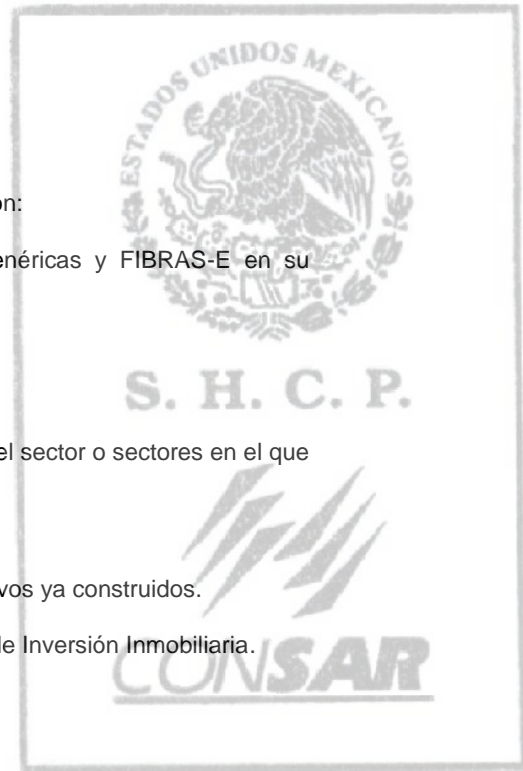 ESTADOS UNIDOS MEXICANOS
ón:
enéricas y FIBRAS-E en su
S. H. C. P.
el sector o sectores en el que
vos ya construidos.
de Inversión Inmobiliaria.
CONSAR